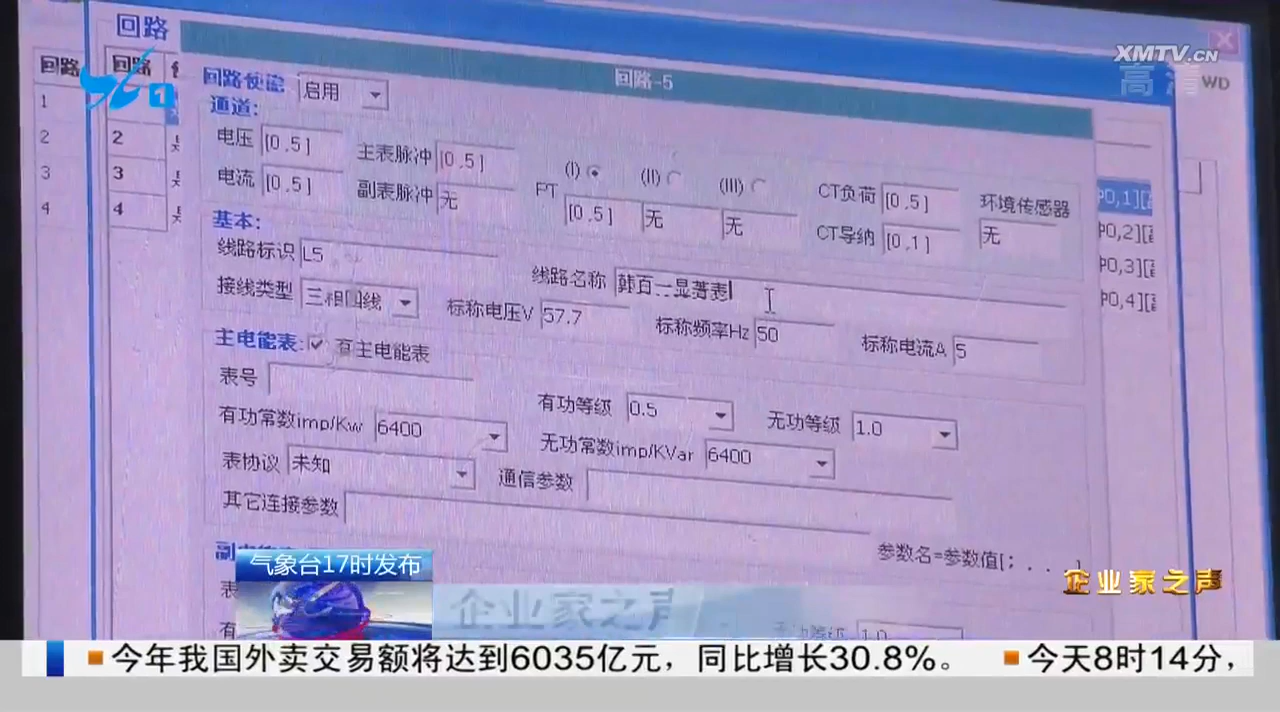 回路
XMTV.CN
高清
WD
回路
回路
回路-5
回路使能 启用
通道:
1
2
3
4
2
3
4
电压 [0,5]
主表脉冲 [0,5]
(I) (II) (III)
CT负荷 [0,5]
环境传感器
电流 [0,5]
副表脉冲 无
PT [0,5] 无 无
CT导纳 [0,1]
无
0,1]
0,2]
0,3]
0,4]
基本:
线路标识 L5
线路名称
接线类型 三相四线
标称电压V 57.7
标称频率Hz 50
标称电流A 5
主电能表: 有主电能表
表号
有功等级 0.5
无功等级 1.0
有功常数imp/Kw 6400
无功常数imp/KVar 6400
表协议 未知
通信参数
其它连接参数
参数名=参数值[; . . . ]
气象台17时发布
企业家之声
企业家之声
1.0
今年我国外卖交易额将达到6035亿元，同比增长30.8%。 今天8时14分，